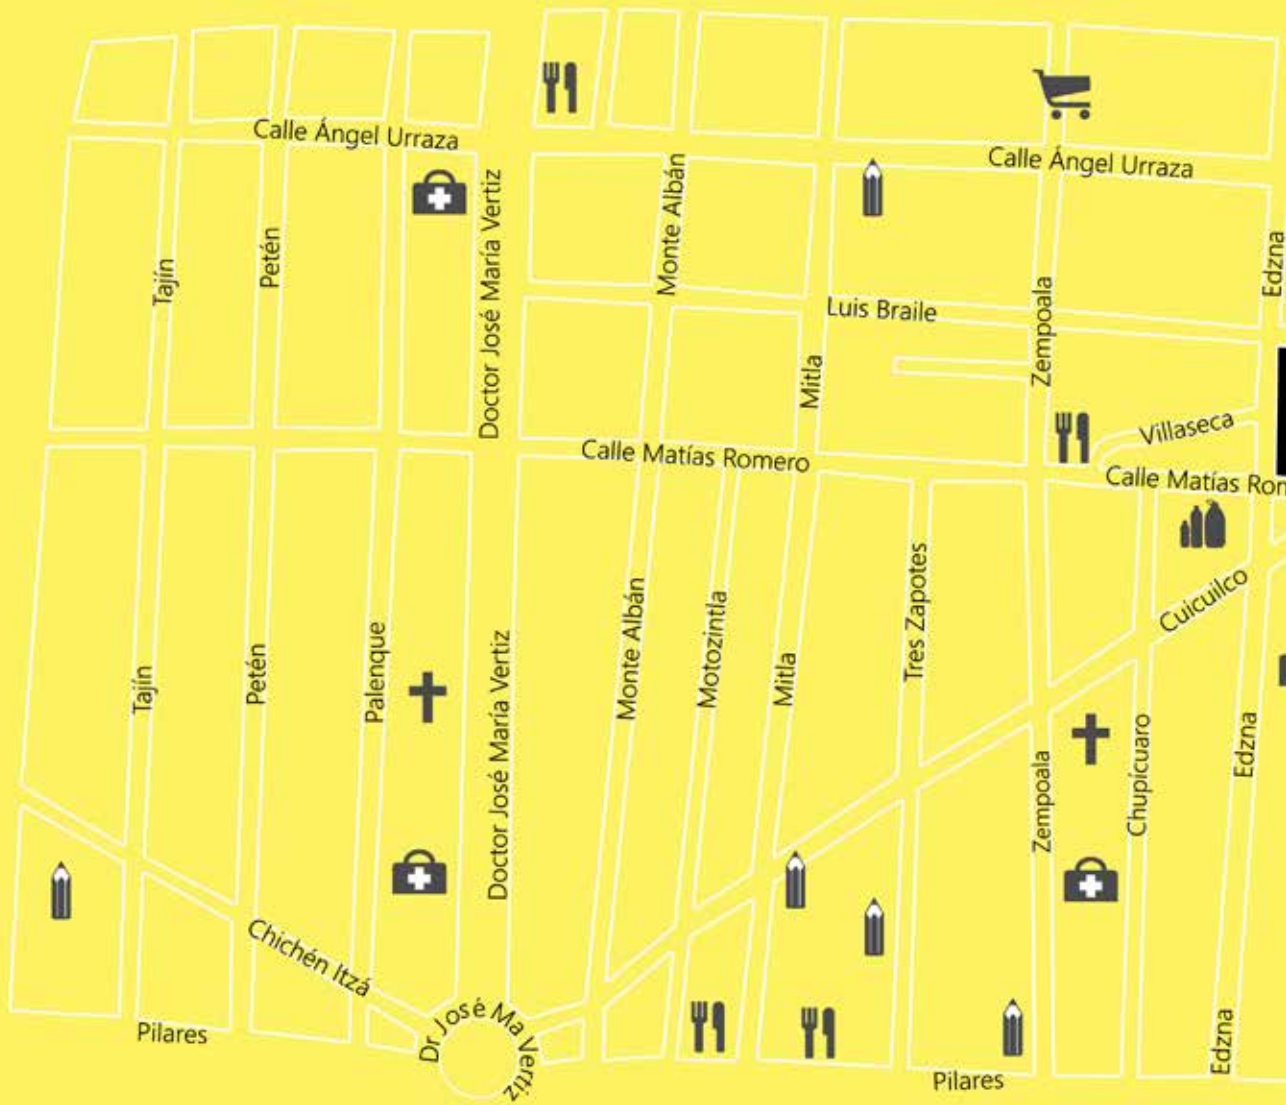 Calle Ángel Urraza
Calle Ángel Urraza
Tajín
Petén
Doctor José María Vertiz
Monte Albán
Edzna
Luis Braile
Zempoala
Mitla
Villaseca
Calle Matías Romero
Calle Matías Rom
Cuicuilco
Tajín
Petén
Palenque
Doctor José María Vertiz
Monte Albán
Motozintla
Mitla
Tres Zapotes
Zempoala
Chupícuaro
Edzna
Chichén Itzá
Pilares
Dr José Ma Vertiz
Pilares
Edzna